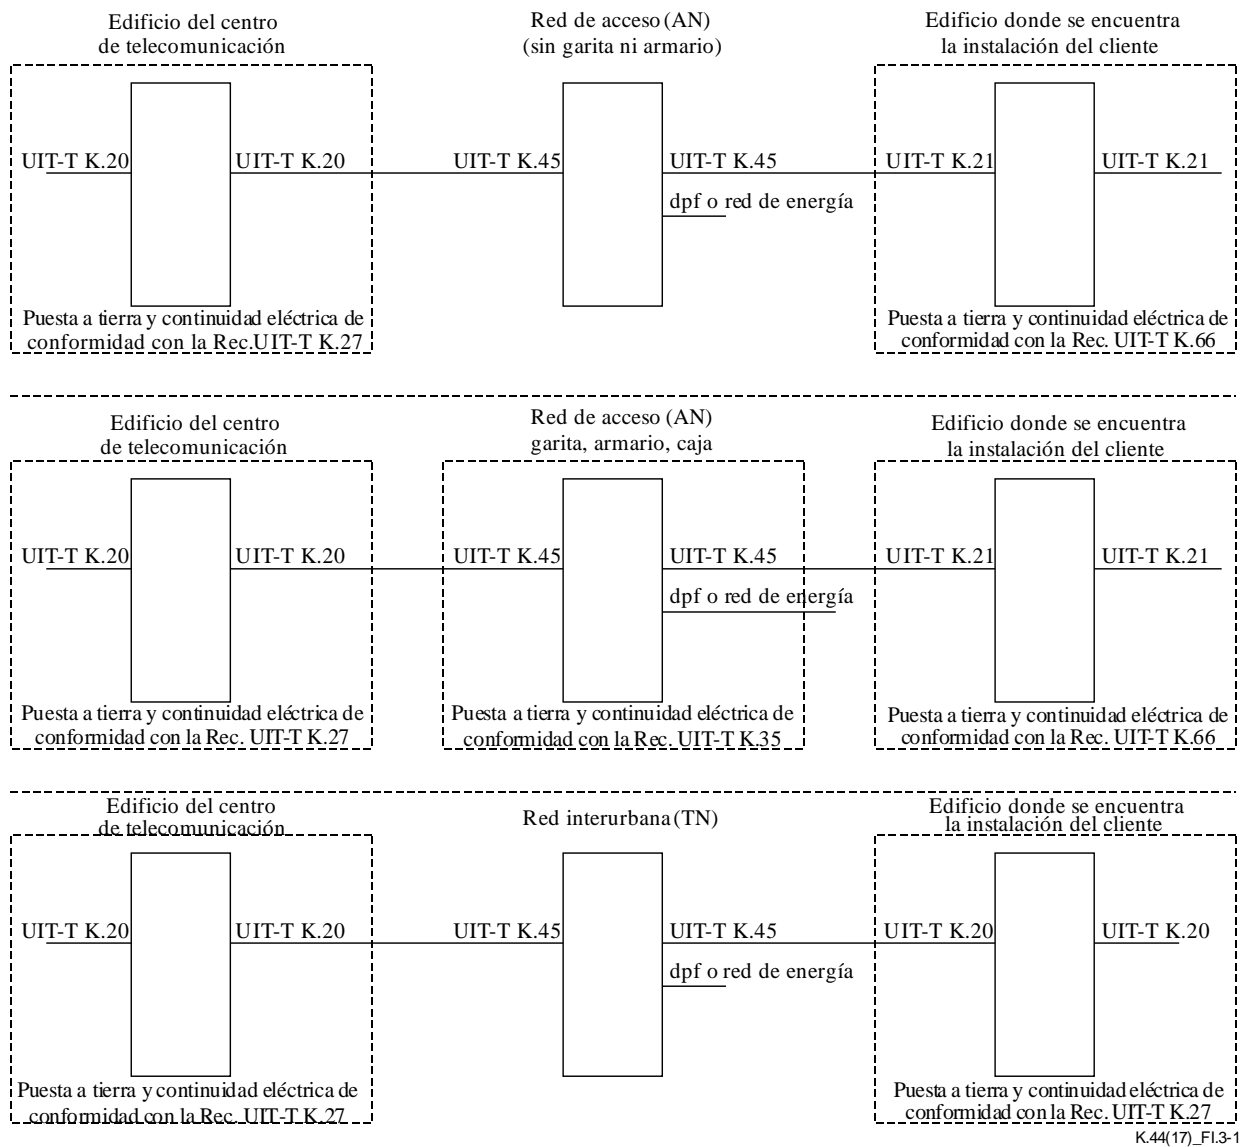 Edificio del centro
de telecomunicación
Red de acceso (AN)
(sin garita ni armario)
Edificio donde se encuentra
la instalación del cliente
UIT-T K.20
UIT-T K.20
UIT-T K.45
UIT-T K.45
UIT-T K.21
UIT-T K.21
dpf o red de energía
Puesta a tierra y continuidad eléctrica de
conformidad con la Rec.UIT-T K.27
Puesta a tierra y continuidad eléctrica de
conformidad con la Rec. UIT-T K.66
Edificio del centro
de telecomunicación
Red de acceso (AN)
garita, armario, caja
Edificio donde se encuentra
la instalación del cliente
UIT-T K.20
UIT-T K.20
UIT-T K.45
UIT-T K.45
UIT-T K.21
UIT-T K.21
dpf o red de energía
Puesta a tierra y continuidad eléctrica de
conformidad con la Rec. UIT-T K.27
Puesta a tierra y continuidad eléctrica de
conformidad con la Rec. UIT-T K.35
Puesta a tierra y continuidad eléctrica de
conformidad con la Rec. UIT-T K.66
Edificio del centro
de telecomunicación
Red interurbana (TN)
Edificio donde se encuentra
la instalación del cliente
UIT-T K.20
UIT-T K.20
UIT-T K.45
UIT-T K.45
UIT-T K.20
UIT-T K.20
dpf o red de energía
Puesta a tierra y continuidad eléctrica de
conformidad con la Rec. UIT-T K.27
Puesta a tierra y continuidad eléctrica de
conformidad con la Rec. UIT-T K.27
K.44(17)_FI.3-1